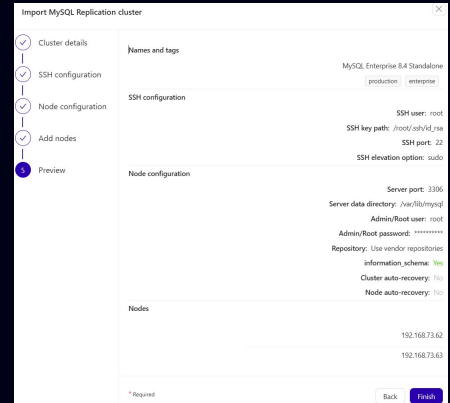 Import MySQL Replication cluster
Cluster details
SSH configuration
Node configuration
Add nodes
5 Preview
Names and tags
MySQL Enterprise 8.4 Standalone
production enterprise
SSH configuration
SSH user: root
SSH key path: /root/.ssh/id_rsa
SSH port: 22
SSH elevation option: sudo
Node configuration
Server port: 3306
Server data directory: /var/lib/mysql
Admin/Root user: root
Admin/Root password: **********
Repository: Use vendor repositories
information_schema: Yes
Cluster auto-recovery: No
Node auto-recovery: No
Nodes
192.168.73.62
192.168.73.63
* Required
Back Finish